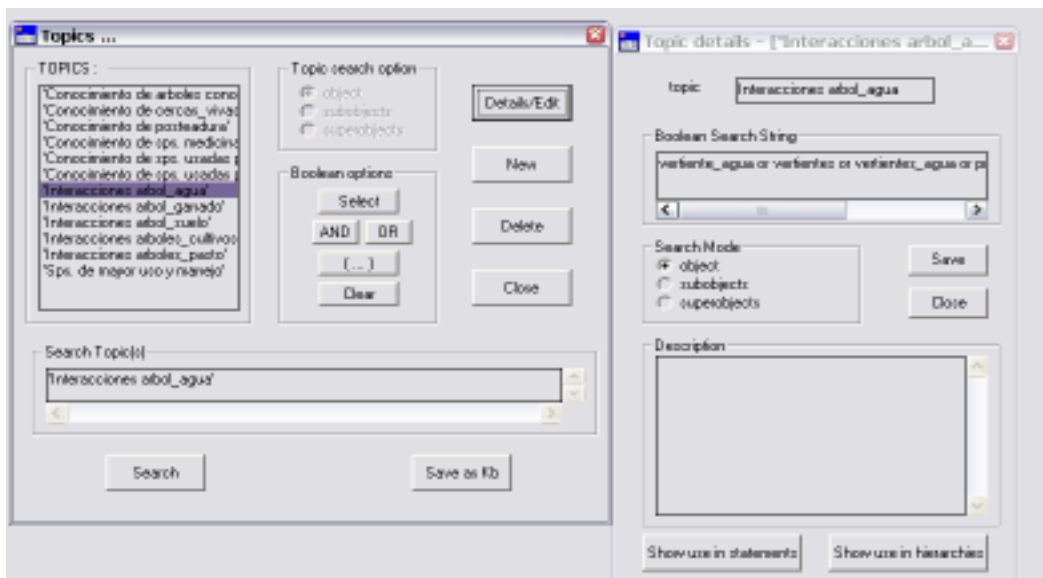 Topics ...
TOPICS :
'Conocimiento de arboles cono
'Conocimiento de cercas_vivas
'Conocimiento de posteadura'
'Conocimiento de sps. medicina
'Conocimiento de sps. usadas p
'Conocimiento de sps. usadas p
'Interacciones arbol_agua'
'Interacciones arbol_ganado'
'Interacciones arbol_suelo'
'Interacciones arboles_cultivos
'Interacciones arboles_pasto'
'Sps. de mayor uso y manejo'
Topic search option
object
subobjects
superobjects
Boolean options
Select
AND OR
(...)
Clear
Details/Edit
New
Delete
Close
Search Topic(s)
'Interacciones arbol_agua'
Search
Save as Kb
Topic details - ["Interacciones arbol_a...
topic Interacciones arbol_agua
Boolean Search String
vertiente_agua or vertientes or vertientes_agua or
Search Mode
object
subobjects
superobjects
Save
Close
Description
Show use in statements
Show use in hierarchies